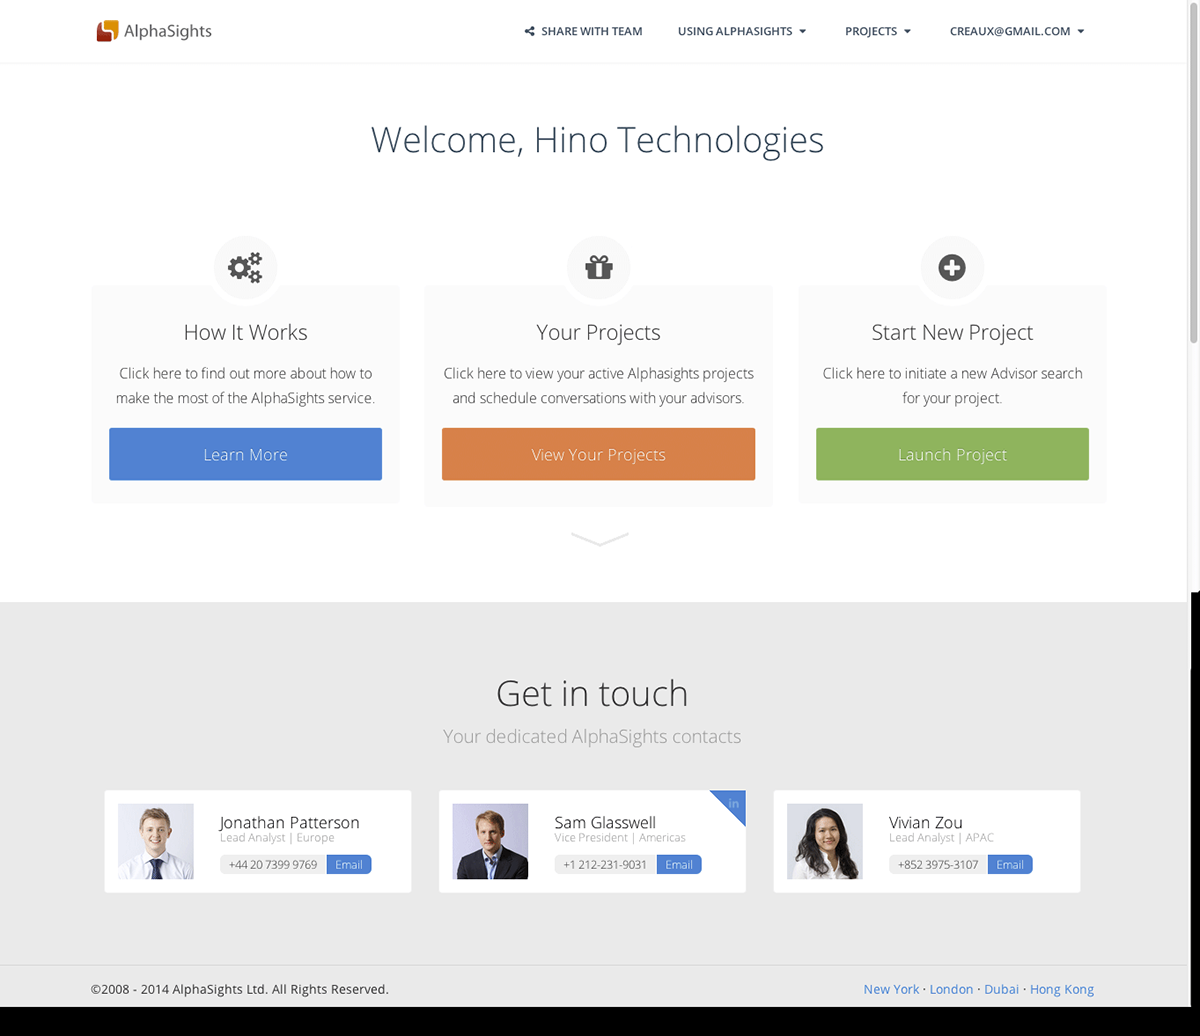 AlphaSights
SHARE WITH TEAM
USING ALPHASIGHTS
PROJECTS
CREAUX@GMAIL.COM
Welcome, Hino Technologies
How It Works
Click here to find out more about how to
make the most of the AlphaSights service.
Learn More
Your Projects
Click here to view your active Alphasights projects
and schedule conversations with your advisors.
View Your Projects
Start New Project
Click here to initiate a new Advisor search
for your project.
Launch Project
Get in touch
Your dedicated AlphaSights contacts
Jonathan Patterson
Lead Analyst | Europe
+44 20 7399 9769 Email
in
Sam Glasswell
Vice President | Americas
+1 212-231-9031 Email
Vivian Zou
Lead Analyst | APAC
+852 3975-3107 Email
©2008 - 2014 AlphaSights Ltd. All Rights Reserved.
New York · London · Dubai · Hong Kong